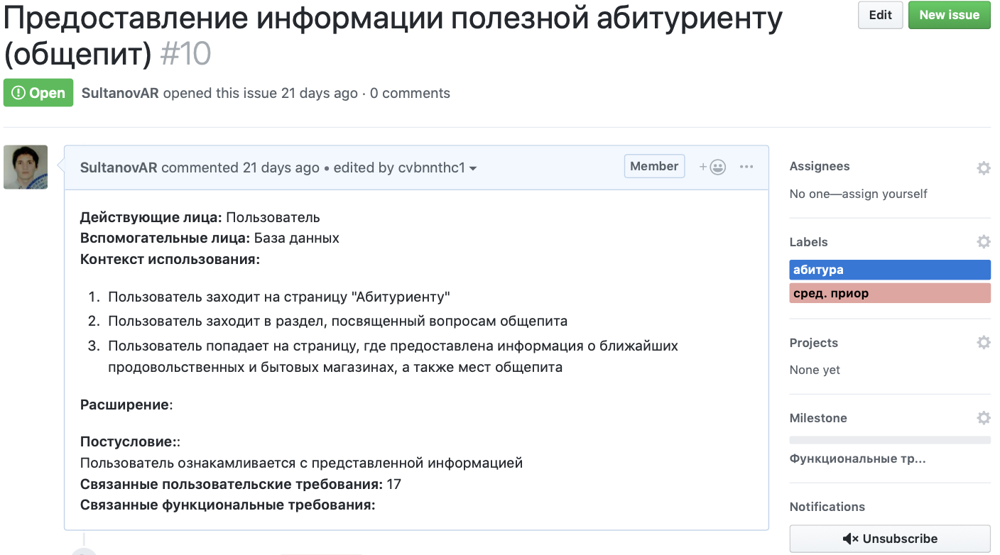 Предоставление информации полезной абитуриенту
(общепит) #10
Edit
New issue
Open
SultanovAR opened this issue 21 days ago · 0 comments
SultanovAR commented 21 days ago • edited by cvbnnthc1
Member
Действующие лица: Пользователь
Вспомогательные лица: База данных
Контекст использования:
1. Пользователь заходит на страницу "Абитуриенту"
2. Пользователь заходит в раздел, посвященный вопросам общепита
3. Пользователь попадает на страницу, где предоставлена информация о ближайших
продовольственных и бытовых магазинах, а также мест общепита
Расширение:
Постусловие::
Пользователь ознакамливается с представленной информацией
Связанные пользовательские требования: 17
Связанные функциональные требования:
Assignees
No one—assign yourself
Labels
абитура
сред. приор
Projects
None yet
Milestone
Функциональные тр...
Notifications
Unsubscribe